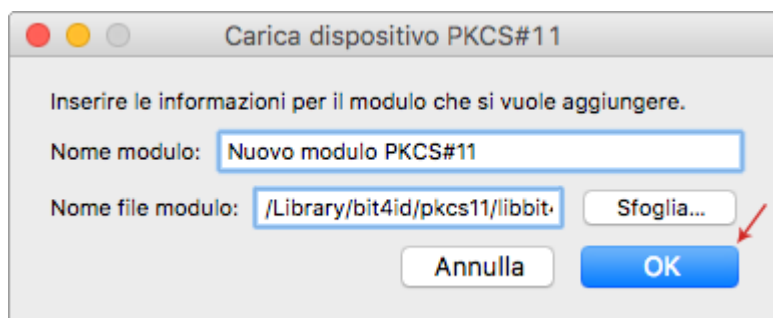 Carica dispositivo PKCS#11
Inserire le informazioni per il modulo che si vuole aggiungere.
Nome modulo: Nuovo modulo PKCS#11
Nome file modulo: /Library/bit4id/pkcs11/libbit Sfoglia...
Annulla OK